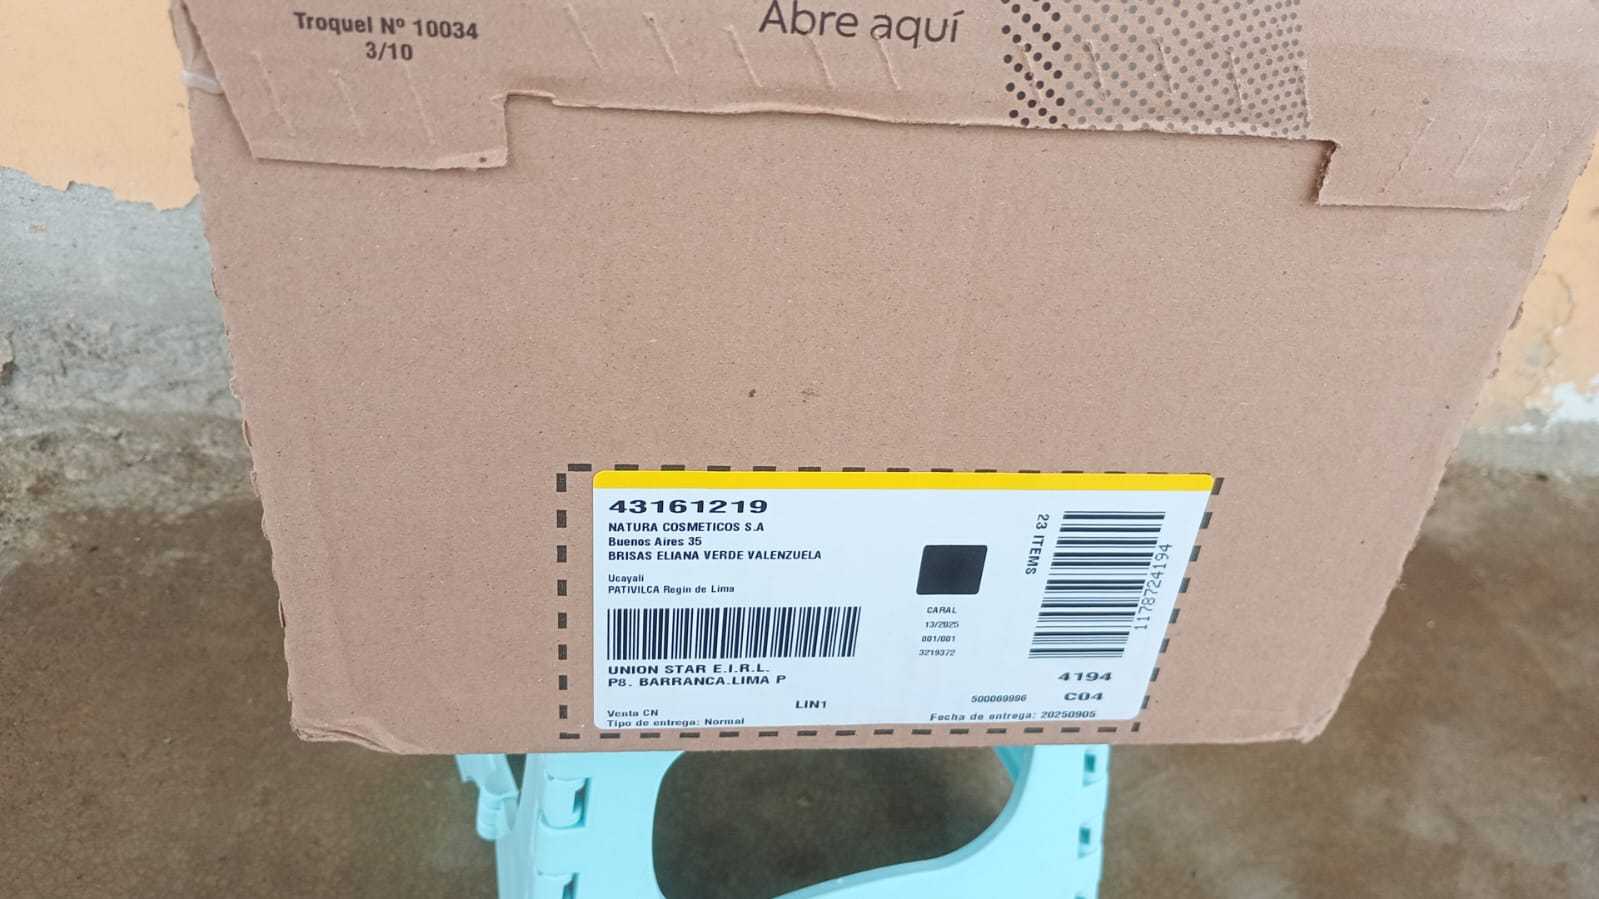 Troquel Nº 10034
3/10
Abre aquí
43161219
NATURA COSMETICOS S.A
Buenos Aires 35
BRISAS ELIANA VERDE VALENZUELA
Ucayali
PATIVILCA Regin de Lima
UNION STAR E.I.R.L.
P8. BARRANCA.LIMA P
Venta CN
Tipo de entrega: Normal
LIN1
CARAL
13/2025
001/001
3219372
23 ITEMS
1178724194
4194
500069996
C04
Fecha de entrega: 20250905